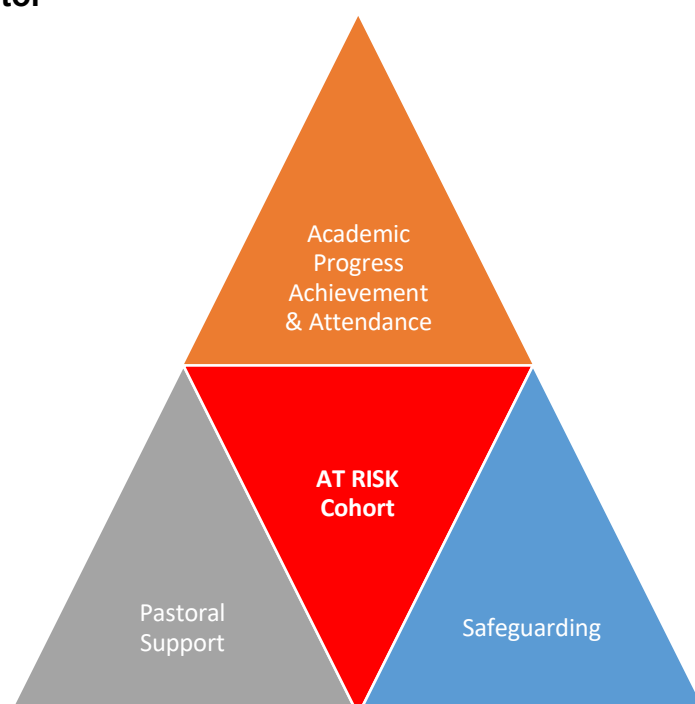 Academic
Progress
Achievement
& Attendance
AT RISK
Cohort
Pastoral
Support
Safeguarding